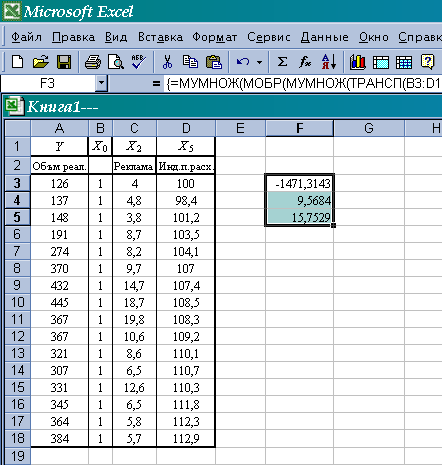 Microsoft Excel
Файл Правка Вид Вставка Формат Сервис Данные Окно Справк
F3 = {=МУМНОЖ(МОБР(МУМНОЖ(ТРАНСП(B3:D1
Книга1---
A B C D E F G H
1 Y X0 X2 X5
2 Объм реал. Реклама Инд.п.расх.
3 126 1 4 100 -1471,3143
4 137 1 4,8 98,4 9,5684
5 148 1 3,8 101,2 15,7529
6 191 1 8,7 103,5
7 274 1 8,2 104,1
8 370 1 9,7 107
9 432 1 14,7 107,4
10 445 1 18,7 108,5
11 367 1 19,8 108,3
12 367 1 10,6 109,2
13 321 1 8,6 110,1
14 307 1 6,5 110,7
15 331 1 12,6 110,3
16 345 1 6,5 111,8
17 364 1 5,8 112,3
18 384 1 5,7 112,9
19